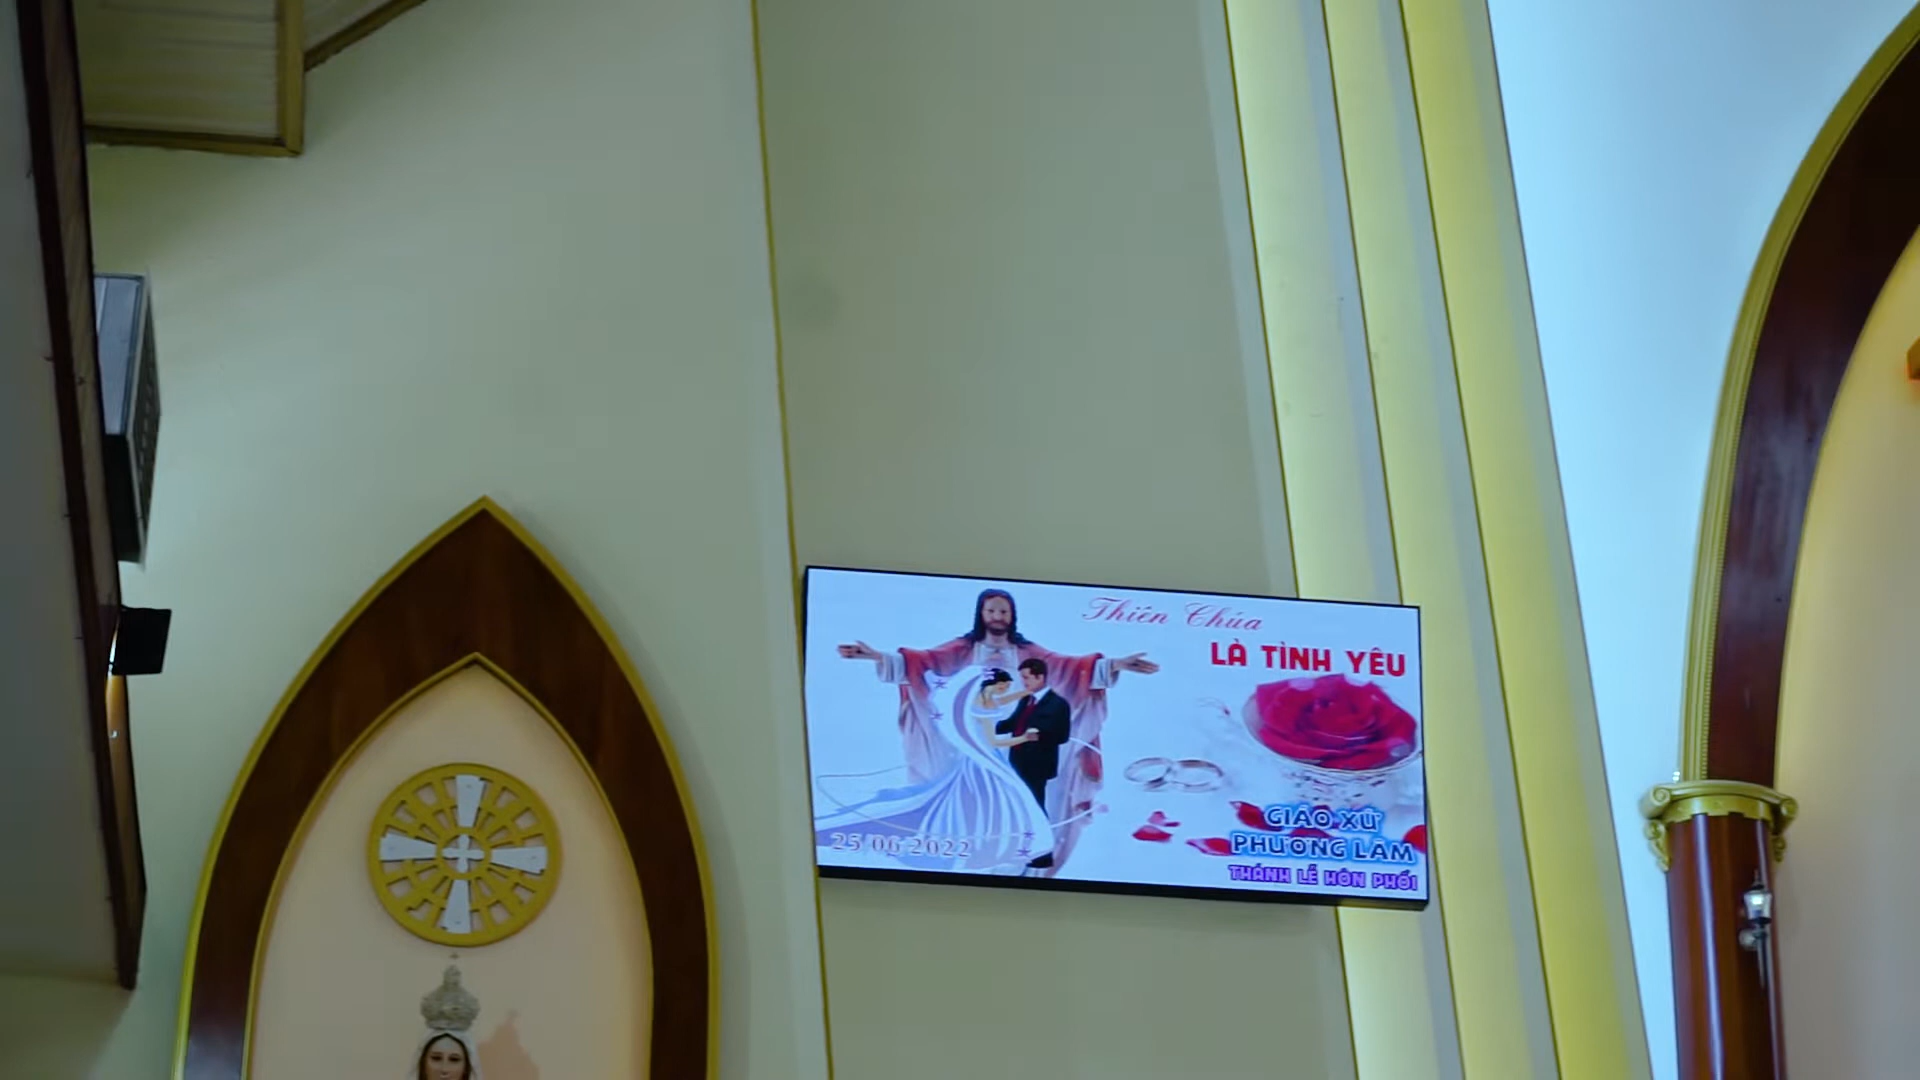 Thiên Chúa
LÀ TÌNH YÊU
25/06/2022
GIÁO XỨ
PHƯƠNG LÂM
THÁNH LỄ HÔN PHỐI